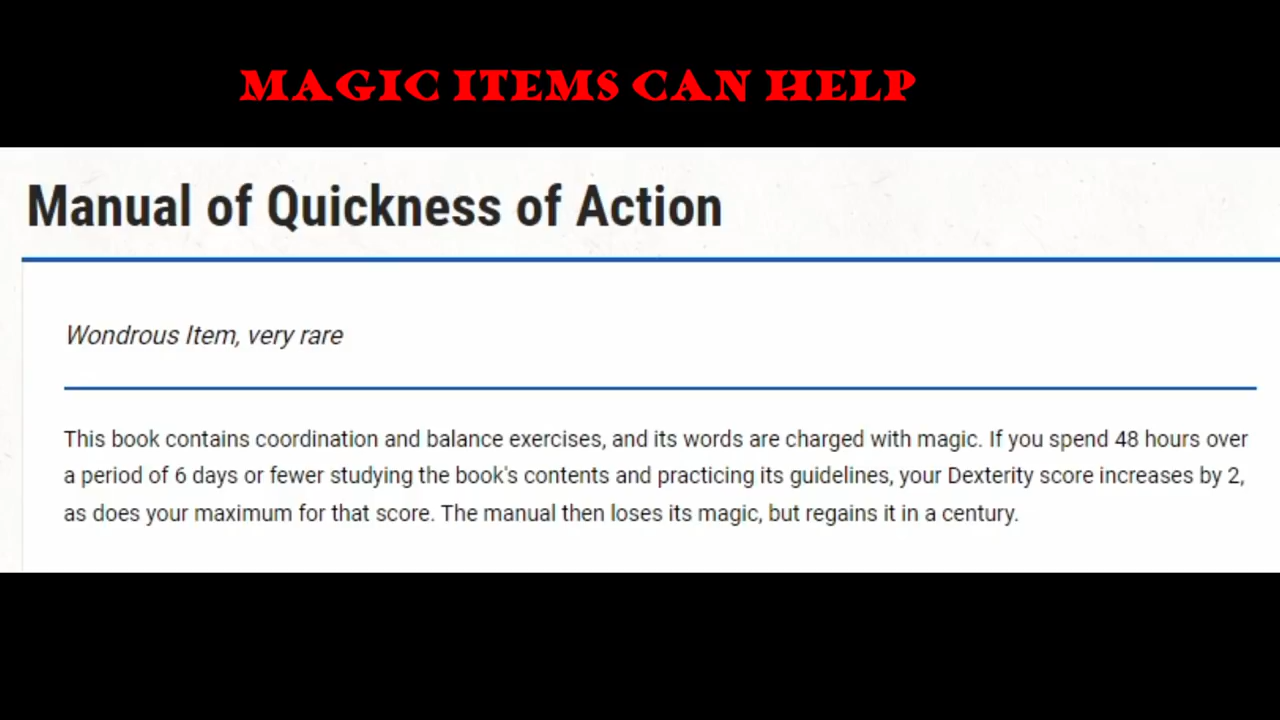 MAGIC ITEMS CAN HELP
Manual of Quickness of Action
Wondrous Item, very rare
This book contains coordination and balance exercises, and its words are charged with magic. If you spend 48 hours over
a period of 6 days or fewer studying the book's contents and practicing its guidelines, your Dexterity score increases by 2,
as does your maximum for that score. The manual then loses its magic, but regains it in a century.